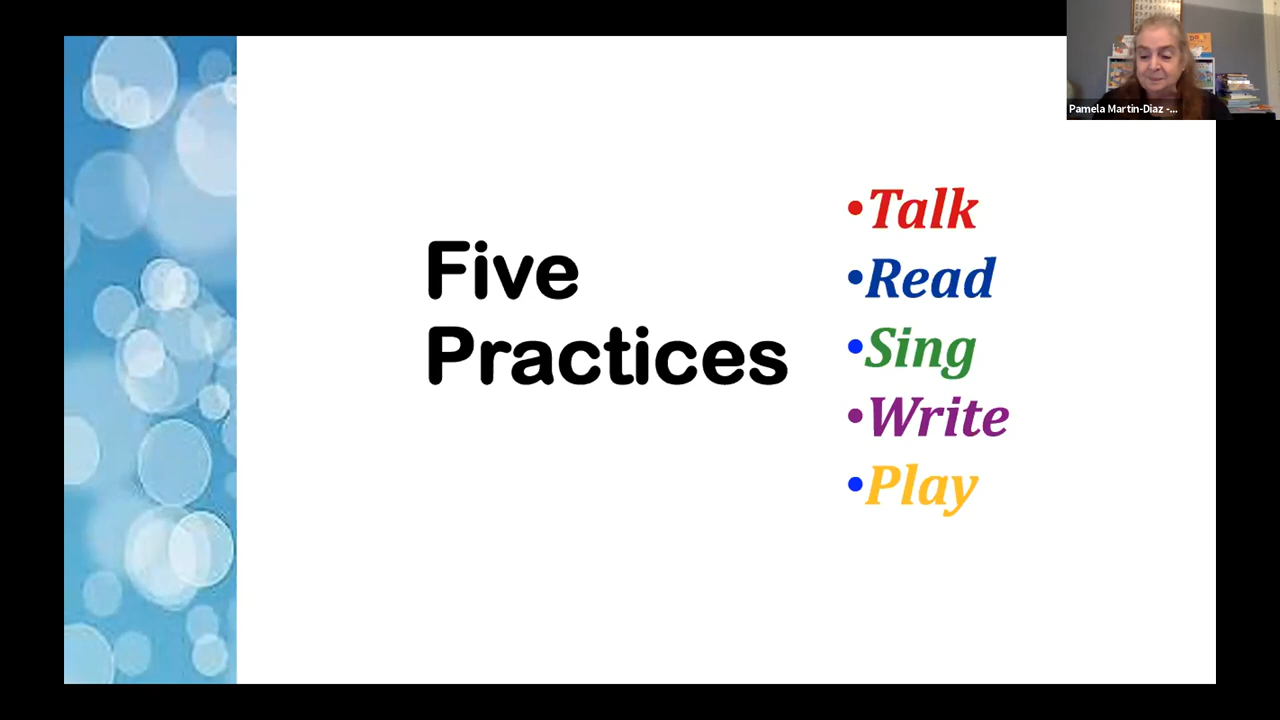 Five
Practices
•Talk
•Read
•Sing
•Write
•Play
Pamela Martin-Diaz -...